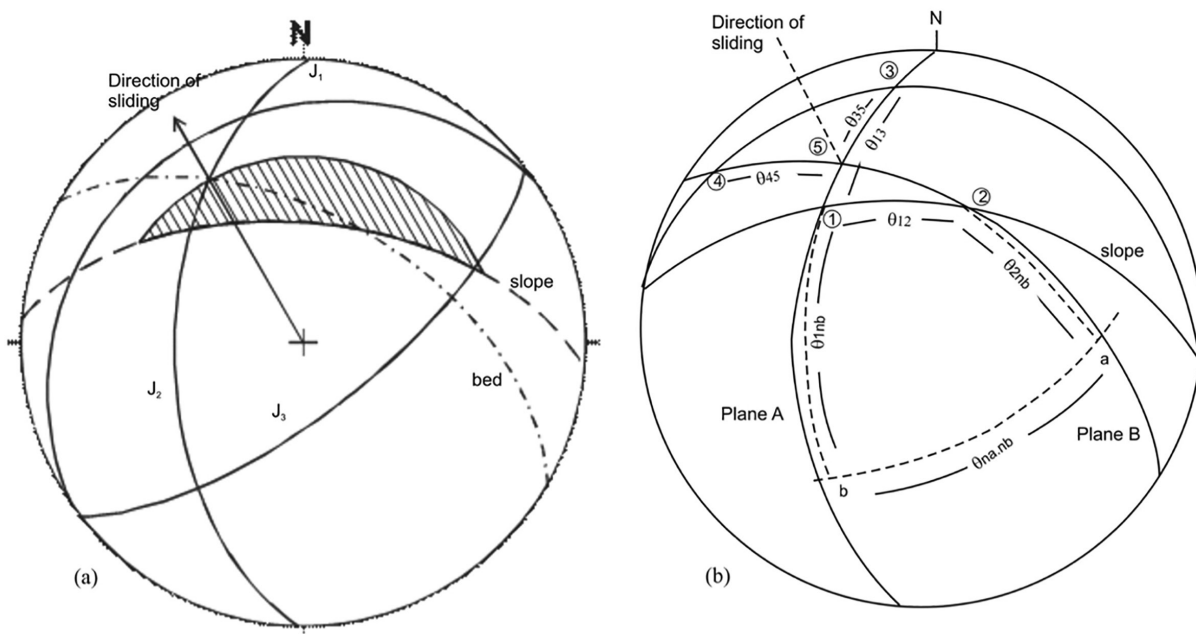 N
J1
Direction of
sliding
slope
bed
J2
J3
(a)
N
Direction of
sliding
③
θ35
θ13
⑤
④
θ45
①
②
θ12
slope
θ2nb
θ1nb
a
Plane A
Plane B
θna.nb
b
(b)